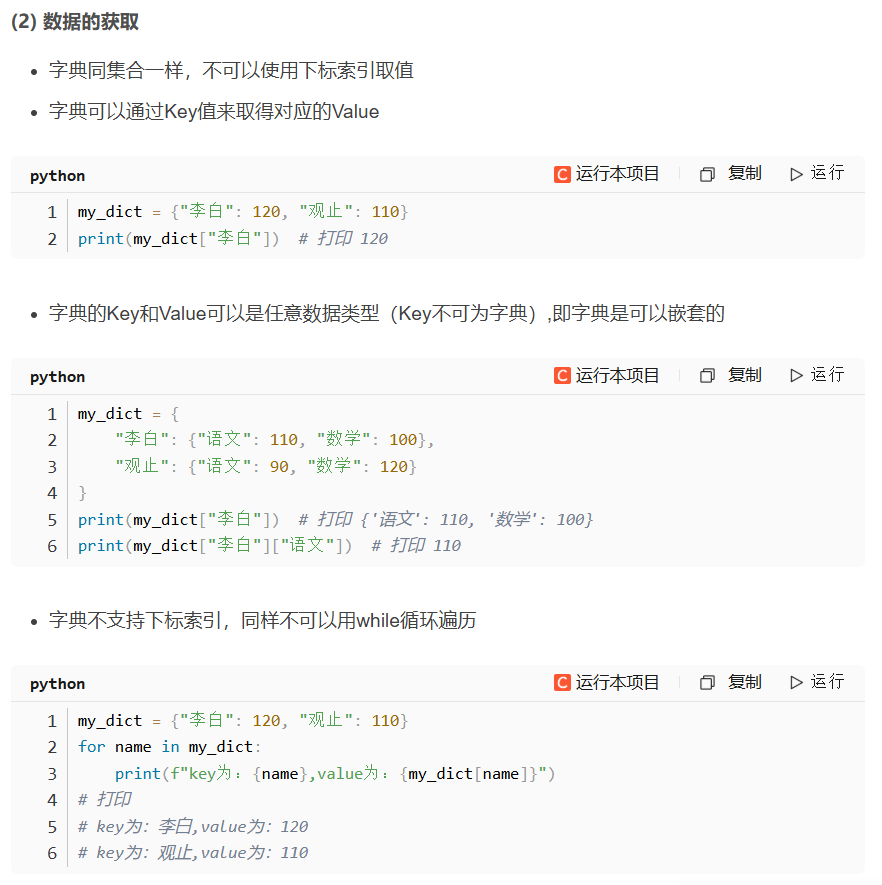 (2) 数据的获取
• 字典同集合一样，不可以使用下标索引取值
• 字典可以通过Key值来取得对应的Value
python C 运行本项目 复制 运行
1 my_dict = {"李白": 120, "观止": 110}
2 print(my_dict["李白"])  # 打印 120
• 字典的Key和Value可以是任意数据类型（Key不可为字典）,即字典是可以嵌套的
python C 运行本项目 复制 运行
1 my_dict = {
2     "李白": {"语文": 110, "数学": 100},
3     "观止": {"语文": 90, "数学": 120}
4 }
5 print(my_dict["李白"])  # 打印 {'语文': 110, '数学': 100}
6 print(my_dict["李白"]["语文"])  # 打印 110
• 字典不支持下标索引，同样不可以用while循环遍历
python C 运行本项目 复制 运行
1 my_dict = {"李白": 120, "观止": 110}
2 for name in my_dict:
3     print(f"key为：{name},value为：{my_dict[name]}")
4 # 打印
5 # key为：李白,value为：120
6 # key为：观止,value为：110